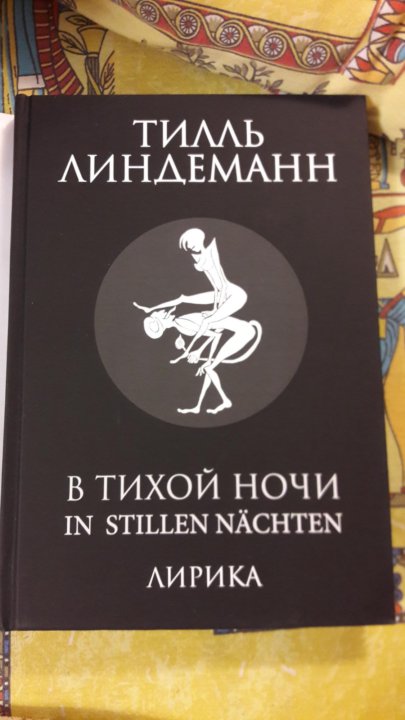 ТИЛЛЬ
ЛИНДЕМАНН
В ТИХОЙ НОЧИ
IN STILLEN NÄCHTEN
ЛИРИКА